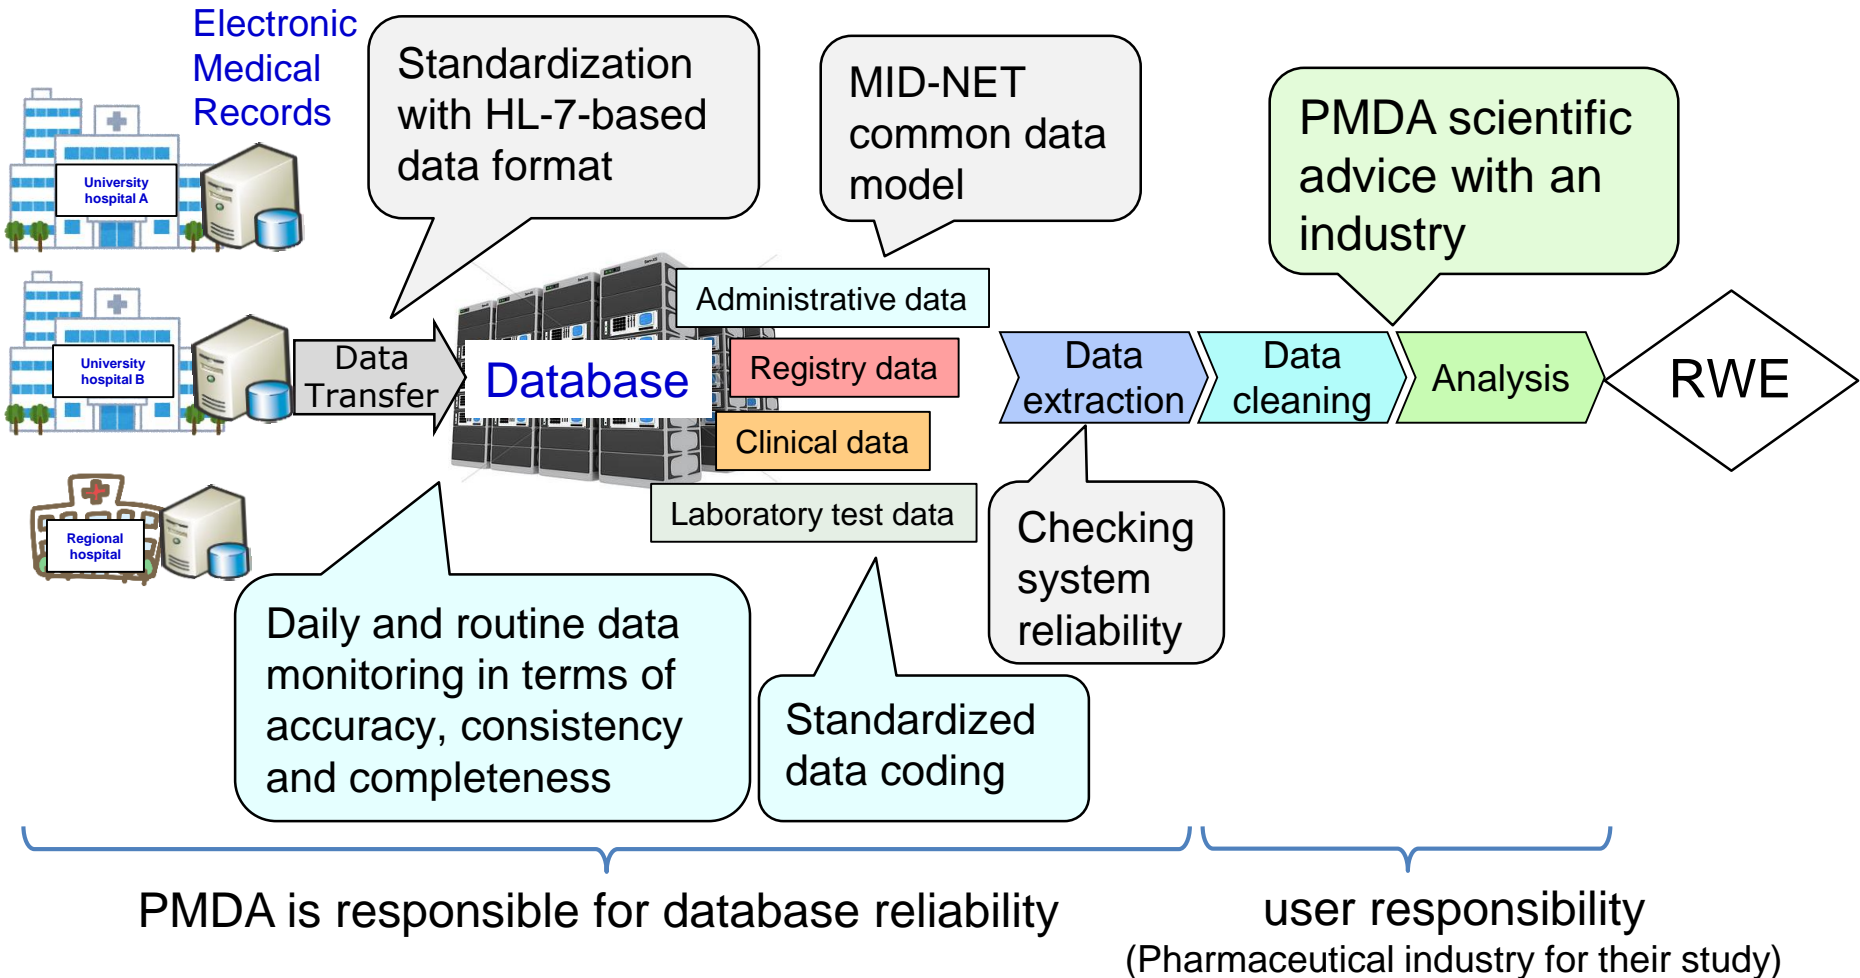 Electronic
Medical
Records
Standardization
with HL-7-based
data format
MID-NET
common data
model
PMDA scientific
advice with an
industry
University
hospital A
University
hospital B
Regional
hospital
Data
Transfer
Database
Administrative data
Registry data
Clinical data
Laboratory test data
Data
extraction
Data
cleaning
Analysis
RWE
Checking
system
reliability
Daily and routine data
monitoring in terms of
accuracy, consistency
and completeness
Standardized
data coding
PMDA is responsible for database reliability
user responsibility
(Pharmaceutical industry for their study)